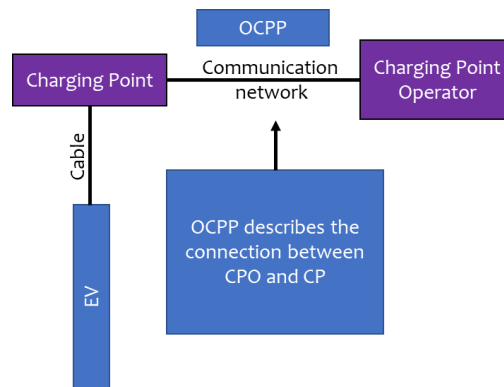 OCPP
Communication
network
Charging Point
Charging Point
Operator
Cable
OCPP describes the
connection between
CPO and CP
EV